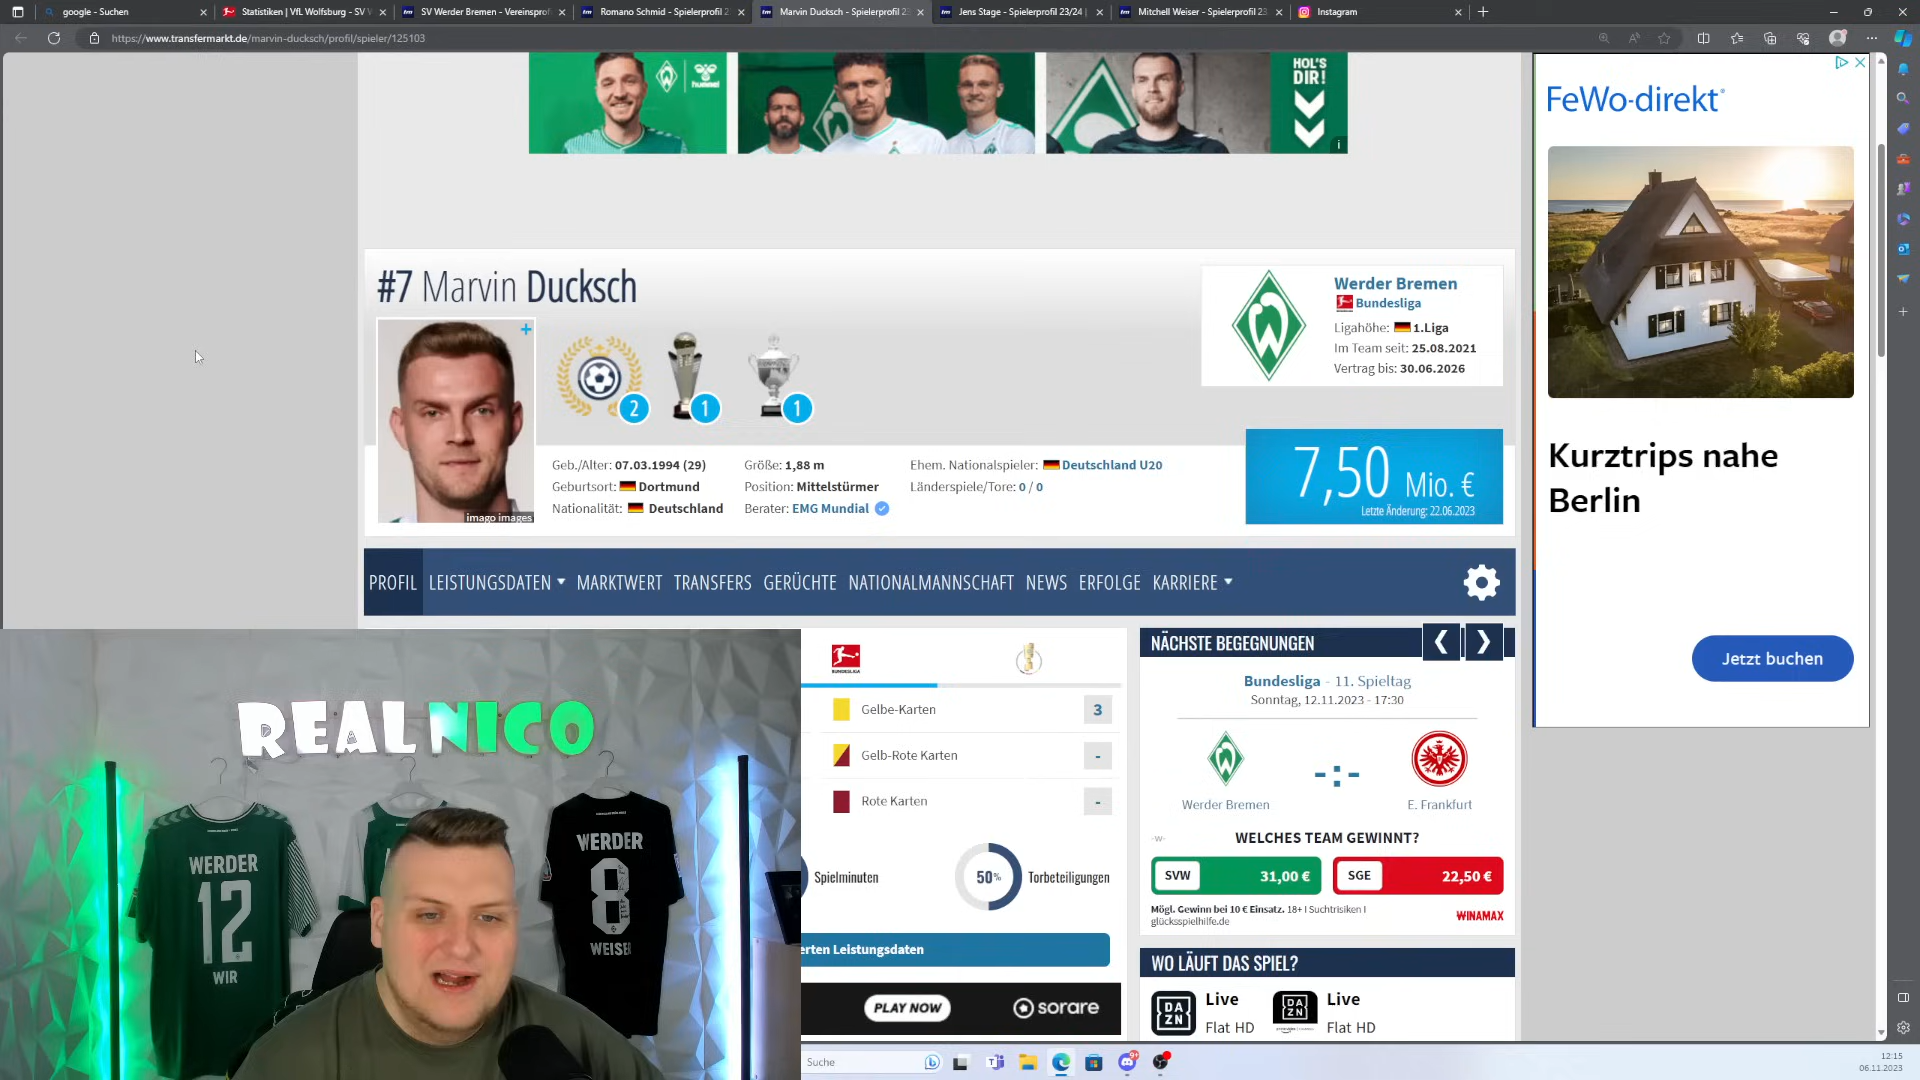 google - Suchen
Statistiken | VfL Wolfsburg - SV W
SV Werder Bremen - Vereinsprof
Romano Schmid - Spielerprofil 2
Marvin Ducksch - Spielerprofil 2
Jens Stage - Spielerprofil 23/24 |
Mitchell Weiser - Spielerprofil 23
Instagram
https://www.transfermarkt.de/marvin-ducksch/profil/spieler/125103
hummel
HOL'S
DIR!
#7 Marvin Ducksch
2
1
1
imago images
Geb./Alter: 07.03.1994 (29)
Geburtsort: Dortmund
Nationalität: Deutschland
Größe: 1,88 m
Position: Mittelstürmer
Berater: EMG Mundial
Ehem. Nationalspieler: Deutschland U20
Länderspiele/Tore: 0 / 0
Werder Bremen
Bundesliga
Ligahöhe: 1.Liga
Im Team seit: 25.08.2021
Vertrag bis: 30.06.2026
7,50 Mio. €
Letzte Änderung: 22.06.2023
PROFIL LEISTUNGSDATEN MARKTWERT TRANSFERS GERÜCHTE NATIONALMANNSCHAFT NEWS ERFOLGE KARRIERE
BUNDESLIGA
Gelbe-Karten 3
Gelb-Rote Karten -
Rote Karten -
Spielminuten
50% Torbeteiligungen
erten Leistungsdaten
PLAY NOW
sorare
NÄCHSTE BEGEGNUNGEN
Bundesliga - 11. Spieltag
Sonntag, 12.11.2023 - 17:30
-:-
Werder Bremen
E. Frankfurt
-w-
WELCHES TEAM GEWINNT?
SVW 31,00 €
SGE 22,50 €
Mögl. Gewinn bei 10 € Einsatz. 18+ | Suchtrisiken |
glücksspielhilfe.de
WINAMAX
WO LÄUFT DAS SPIEL?
DAZN
Live
Flat HD
DAZN
Live
Flat HD
FeWo-direkt
Kurztrips nahe
Berlin
Jetzt buchen
REALNICO
WERDER
12
WIR
WERDER
8
WEISER
Suche
9+
12:15
06.11.2023